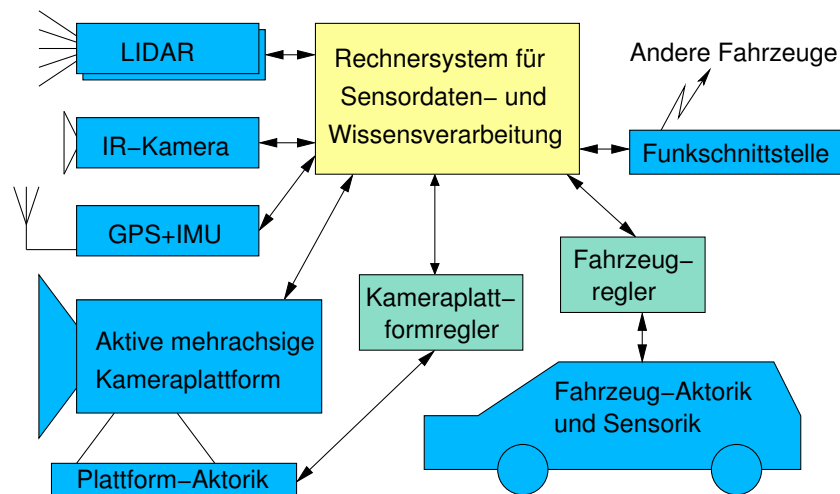 LIDAR
Rechnersystem für
Sensordaten− und
Wissensverarbeitung
Andere Fahrzeuge
IR−Kamera
Funkschnittstelle
GPS+IMU
Fahrzeug−
regler
Kameraplatt−
formregler
Aktive mehrachsige
Kameraplattform
Fahrzeug−Aktorik
und Sensorik
Plattform−Aktorik